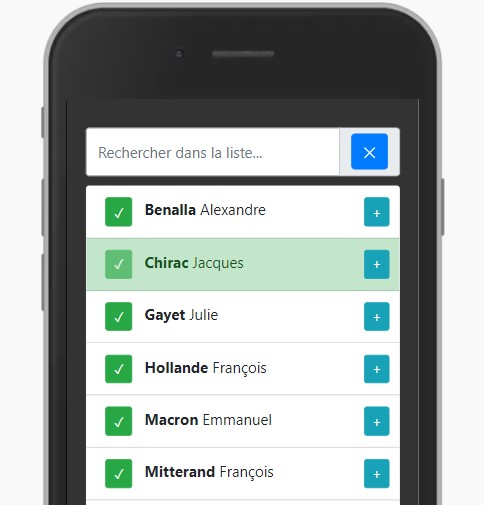 Rechercher dans la liste...
Benalla Alexandre
Chirac Jacques
Gayet Julie
Hollande François
Macron Emmanuel
Mitterand François